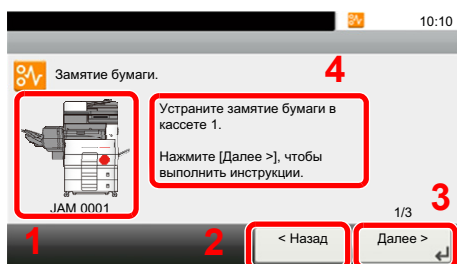 10:10
Замятие бумаги.
4
Устраните замятие бумаги в
кассете 1.
Нажмите [Далее >], чтобы
выполнить инструкции.
JAM 0001
1/3
3
1
2
< Назад
Далее >